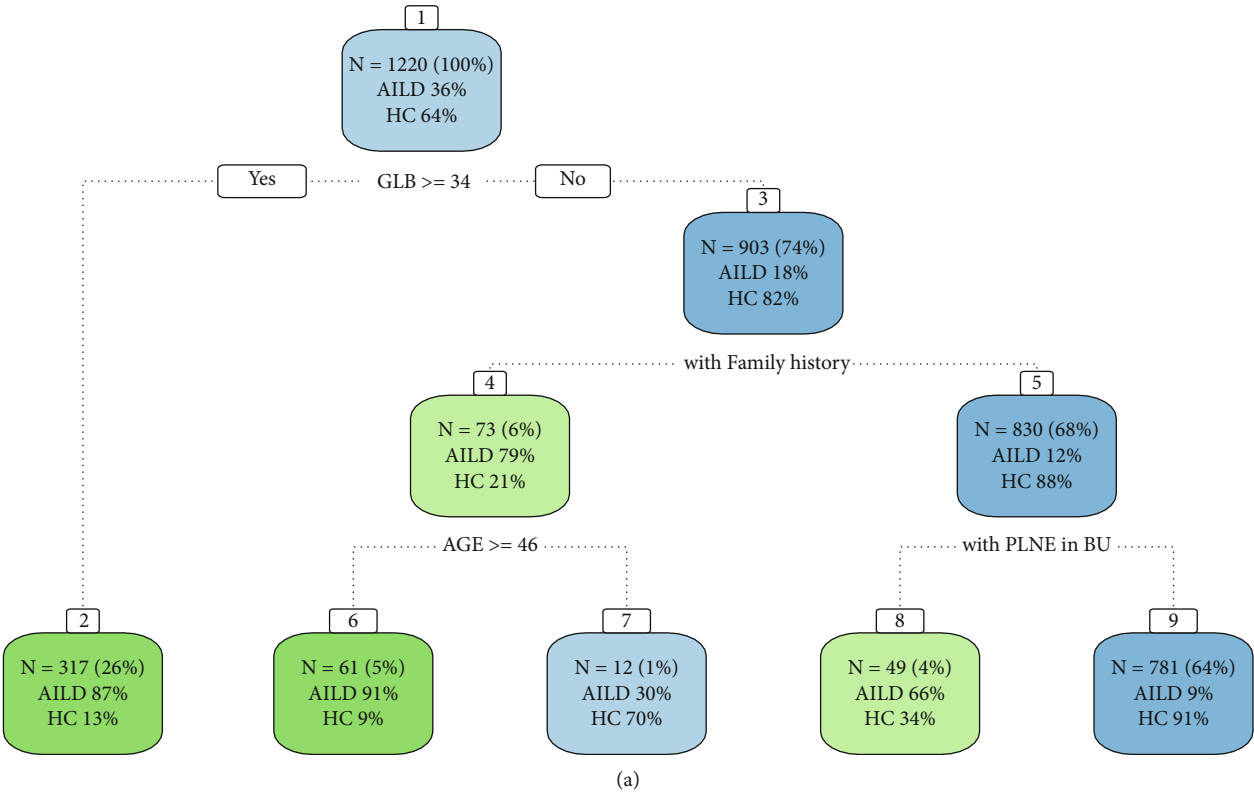 1
N = 1220 (100%)
AILD 36%
HC 64%
Yes
GLB >= 34
No
3
N = 903 (74%)
AILD 18%
HC 82%
with Family history
4
N = 73 (6%)
AILD 79%
HC 21%
5
N = 830 (68%)
AILD 12%
HC 88%
AGE >= 46
with PLNE in BU
2
N = 317 (26%)
AILD 87%
HC 13%
6
N = 61 (5%)
AILD 91%
HC 9%
7
N = 12 (1%)
AILD 30%
HC 70%
8
N = 49 (4%)
AILD 66%
HC 34%
9
N = 781 (64%)
AILD 9%
HC 91%
(a)